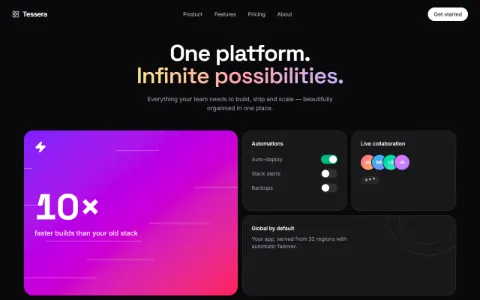 Tessera
Product
Features
Pricing
About
Get started
One platform.
Infinite possibilities.
Everything your team needs to build, ship and scale — beautifully
organised in one place.
10×
faster builds than your old stack
Automations
Auto-deploy
Slack alerts
Backups
Live collaboration
JS
Global by default
Your app, served from 32 regions with
automatic failover.